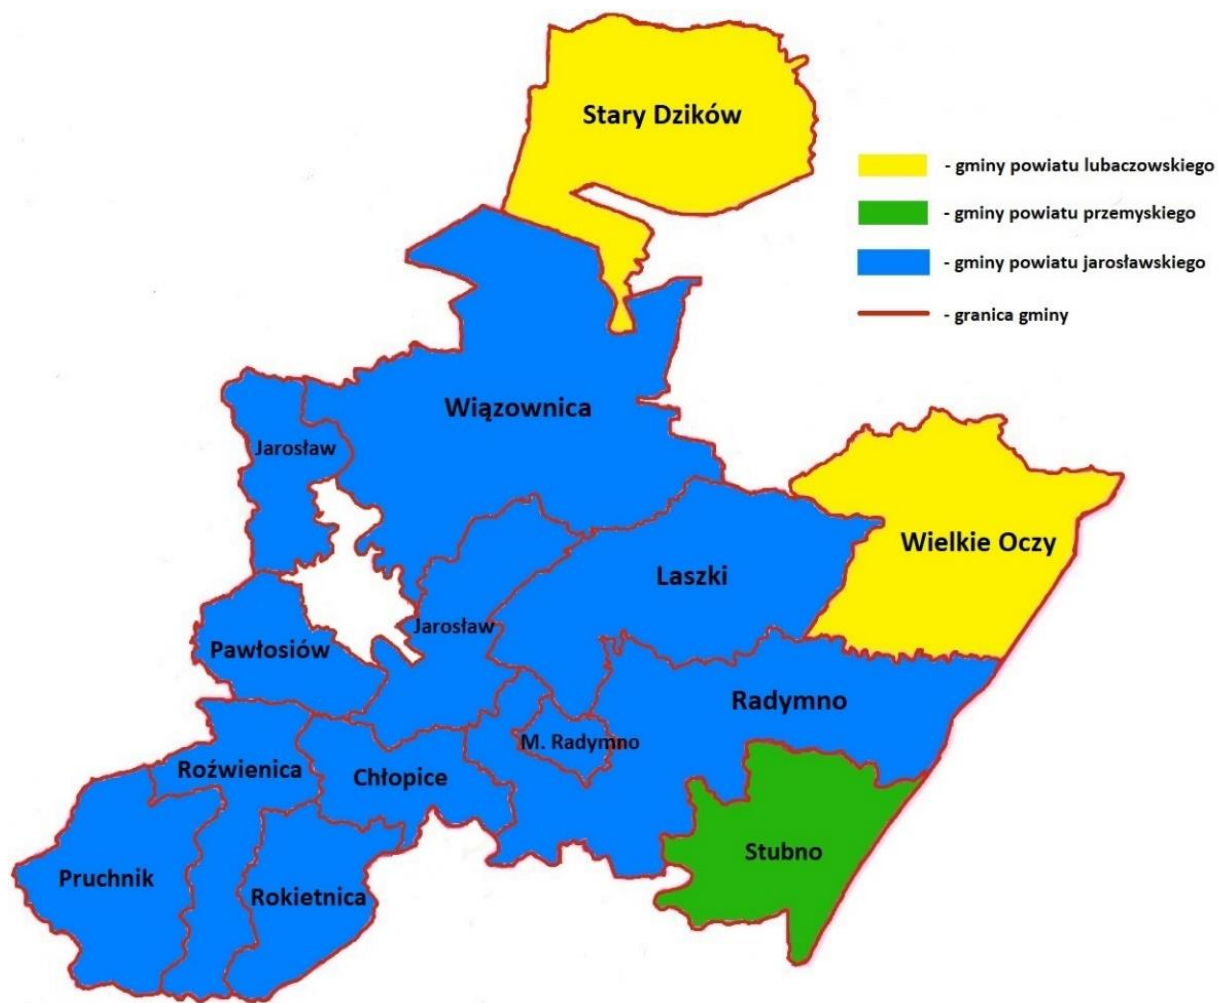 Stary Dzików
- gminy powiatu lubaczowskiego
- gminy powiatu przemyskiego
- gminy powiatu jarosławskiego
- granica gminy
Wiązownica
Jarosław
Wielkie Oczy
Laszki
Jarosław
Pawłosiów
Radymno
M. Radymno
Roźwienica
Chłopice
Stubno
Pruchnik
Rokietnica